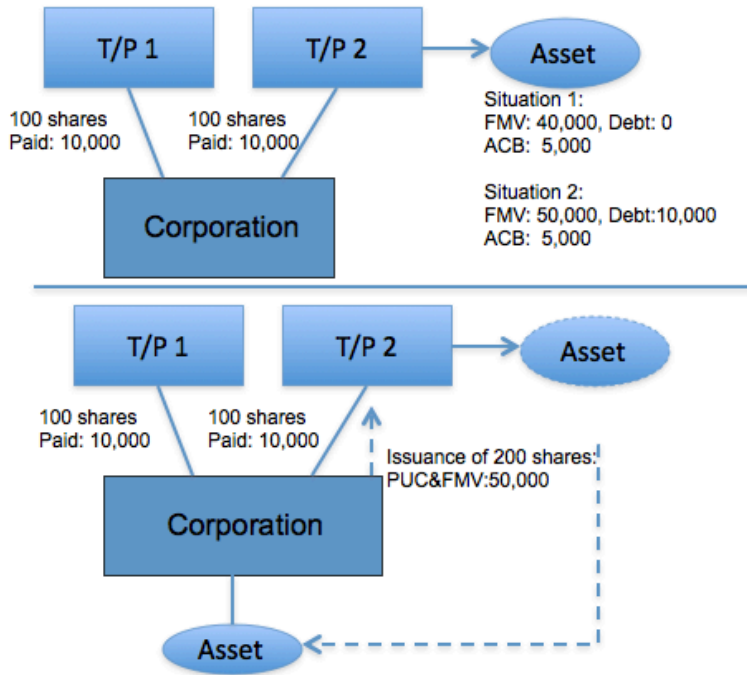 T/P 1
T/P 2
Asset
100 shares
Paid: 10,000
100 shares
Paid: 10,000
Situation 1:
FMV: 40,000, Debt: 0
ACB:  5,000
Situation 2:
FMV: 50,000, Debt:10,000
ACB:  5,000
Corporation
T/P 1
T/P 2
Asset
100 shares
Paid: 10,000
100 shares
Paid: 10,000
Issuance of 200 shares:
PUC&FMV:50,000
Corporation
Asset